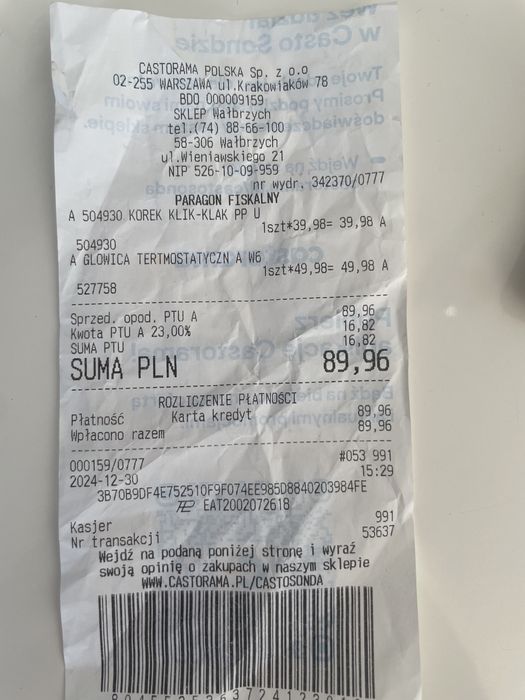 CASTORAMA POLSKA Sp. z o.o
02-255 WARSZAWA ul.Krakowiaków 78
BDO 000009159
SKLEP Wałbrzych
tel.(74) 88-66-100
58-306 Wałbrzych
ul.Wieniawskiego 21
NIP 526-10-09-959
nr wydr. 342370/0777
PARAGON FISKALNY
A 504930 KOREK KLIK-KLAK PP U
1szt*39,98= 39,98 A
504930
A GLOWICA TERTMOSTATYCZN A W6
1szt*49,98= 49,98 A
527758
Sprzed. opod. PTU A 89,96
Kwota PTU A 23,00% 16,82
SUMA PTU 16,82
SUMA PLN 89,96
ROZLICZENIE PŁATNOŚCI
Płatność Karta kredyt 89,96
Wpłacono razem 89,96
000159/0777 #053 991
2024-12-30 15:29
3B70B9DF4E752510F9F074EE985D8840203984FE
EAT2002072618
Kasjer 991
Nr transakcji 53637
Wejdź na podaną poniżej stronę i wyraź
swoją opinię o zakupach w naszym sklepie
WWW.CASTORAMA.PL/CASTOSONDA